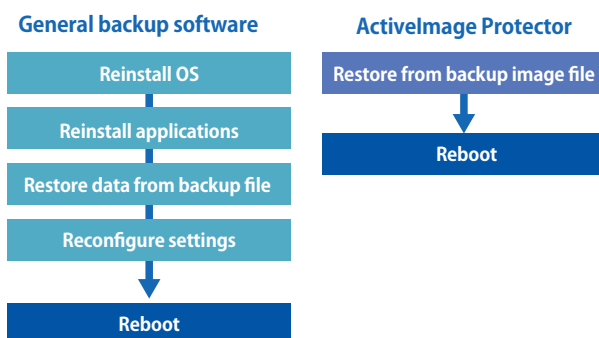 General backup software
Reinstall OS
Reinstall applications
Restore data from backup file
Reconfigure settings
Reboot
ActiveImage Protector
Restore from backup image file
Reboot